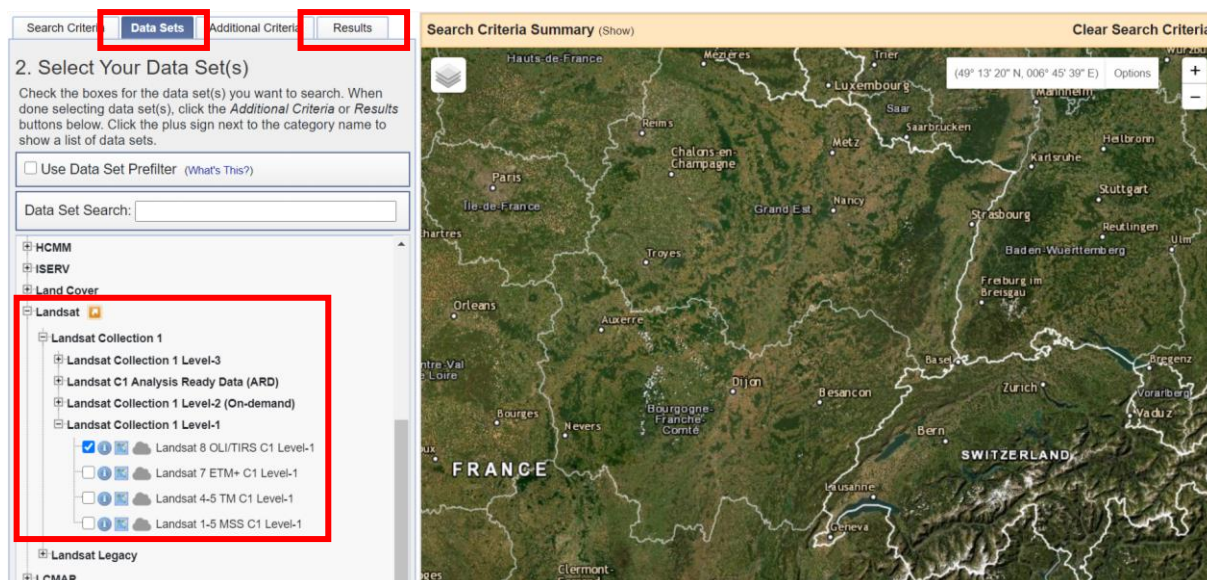 Search Criteria Data Sets Additional Criteria Results
2. Select Your Data Set(s)
Check the boxes for the data set(s) you want to search. When
done selecting data set(s), click the Additional Criteria or Results
buttons below. Click the plus sign next to the category name to
show a list of data sets.
Use Data Set Prefilter (What's This?)
Data Set Search:
HCMM
ISERV
Land Cover
Landsat
Landsat Collection 1
Landsat Collection 1 Level-3
Landsat C1 Analysis Ready Data (ARD)
Landsat Collection 1 Level-2 (On-demand)
Landsat Collection 1 Level-1
Landsat 8 OLI/TIRS C1 Level-1
Landsat 7 ETM+ C1 Level-1
Landsat 4-5 TM C1 Level-1
Landsat 1-5 MSS C1 Level-1
Landsat Legacy
LCMAP
Search Criteria Summary (Show) Clear Search Criteria
(49° 13' 20" N, 006° 45' 39" E) Options
+
−
Hauts-de-France
Mézières
Trier
Luxembourg
Mannheim
Saar
Reims
Saarbrücken
Heilbronn
Metz
Chalons-en-
Champagne
Karlsruhe
Paris
Stuttgart
Île-de-France
Grand Est
Nancy
Strasbourg
Reutlingen
Chartres
Ulm
Baden-Wuerttemberg
Troyes
Freiburg im
Breisgau
Orleans
Auxerre
Basel
Bregenz
Dijon
Besancon
Zurich
Vorarlberg
Bourges
Bourgogne-
Franche-
Comté
Nevers
Vaduz
Bern
FRANCE
SWITZERLAND
Lausanne
Geneva
Clermont-